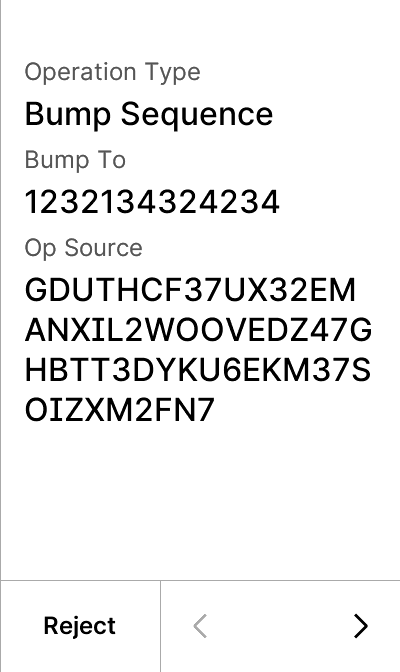 Operation Type
Bump Sequence
Bump To
1232134324234
Op Source
GDUTHCF37UX32EM
ANXIL2WOOVEDZ47G
HBTT3DYKU6EKM37S
OIZXM2FN7
Reject